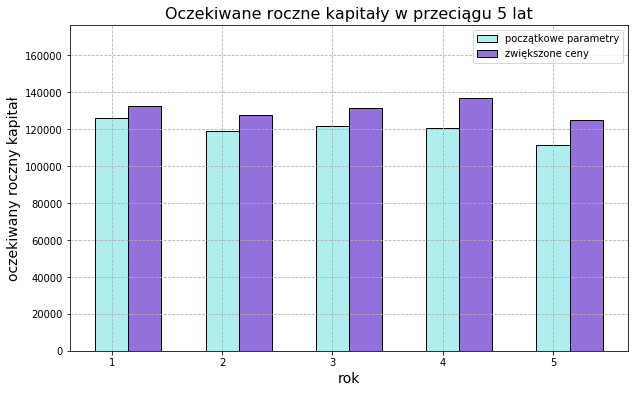 Oczekiwane roczne kapitały w przeciągu 5 lat
początkowe parametry
zwiększone ceny
oczekiwany roczny kapitał
160000
140000
120000
100000
80000
60000
40000
20000
0
1 2 3 4 5
rok